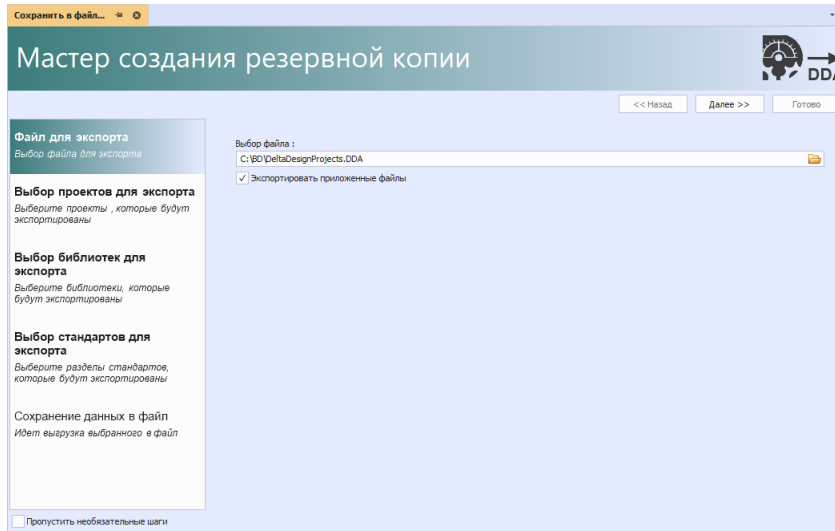 Сохранить в файл...
Мастер создания резервной копии
DDA
<< Назад
Далее >>
Готово
Файл для экспорта
Выбор файла для экспорта
Выбор проектов для экспорта
Выберите проекты , которые будут
экспортированы
Выбор библиотек для
экспорта
Выберите библиотеки, которые
будут экспортированы
Выбор стандартов для
экспорта
Выберите разделы стандартов,
которые будут экспортированы
Сохранение данных в файл
Идет выгрузка выбранного в файл
Пропустить необязательные шаги
Выбор файла :
C:\BD\DeltaDesignProjects.DDA
Экспортировать приложенные файлы